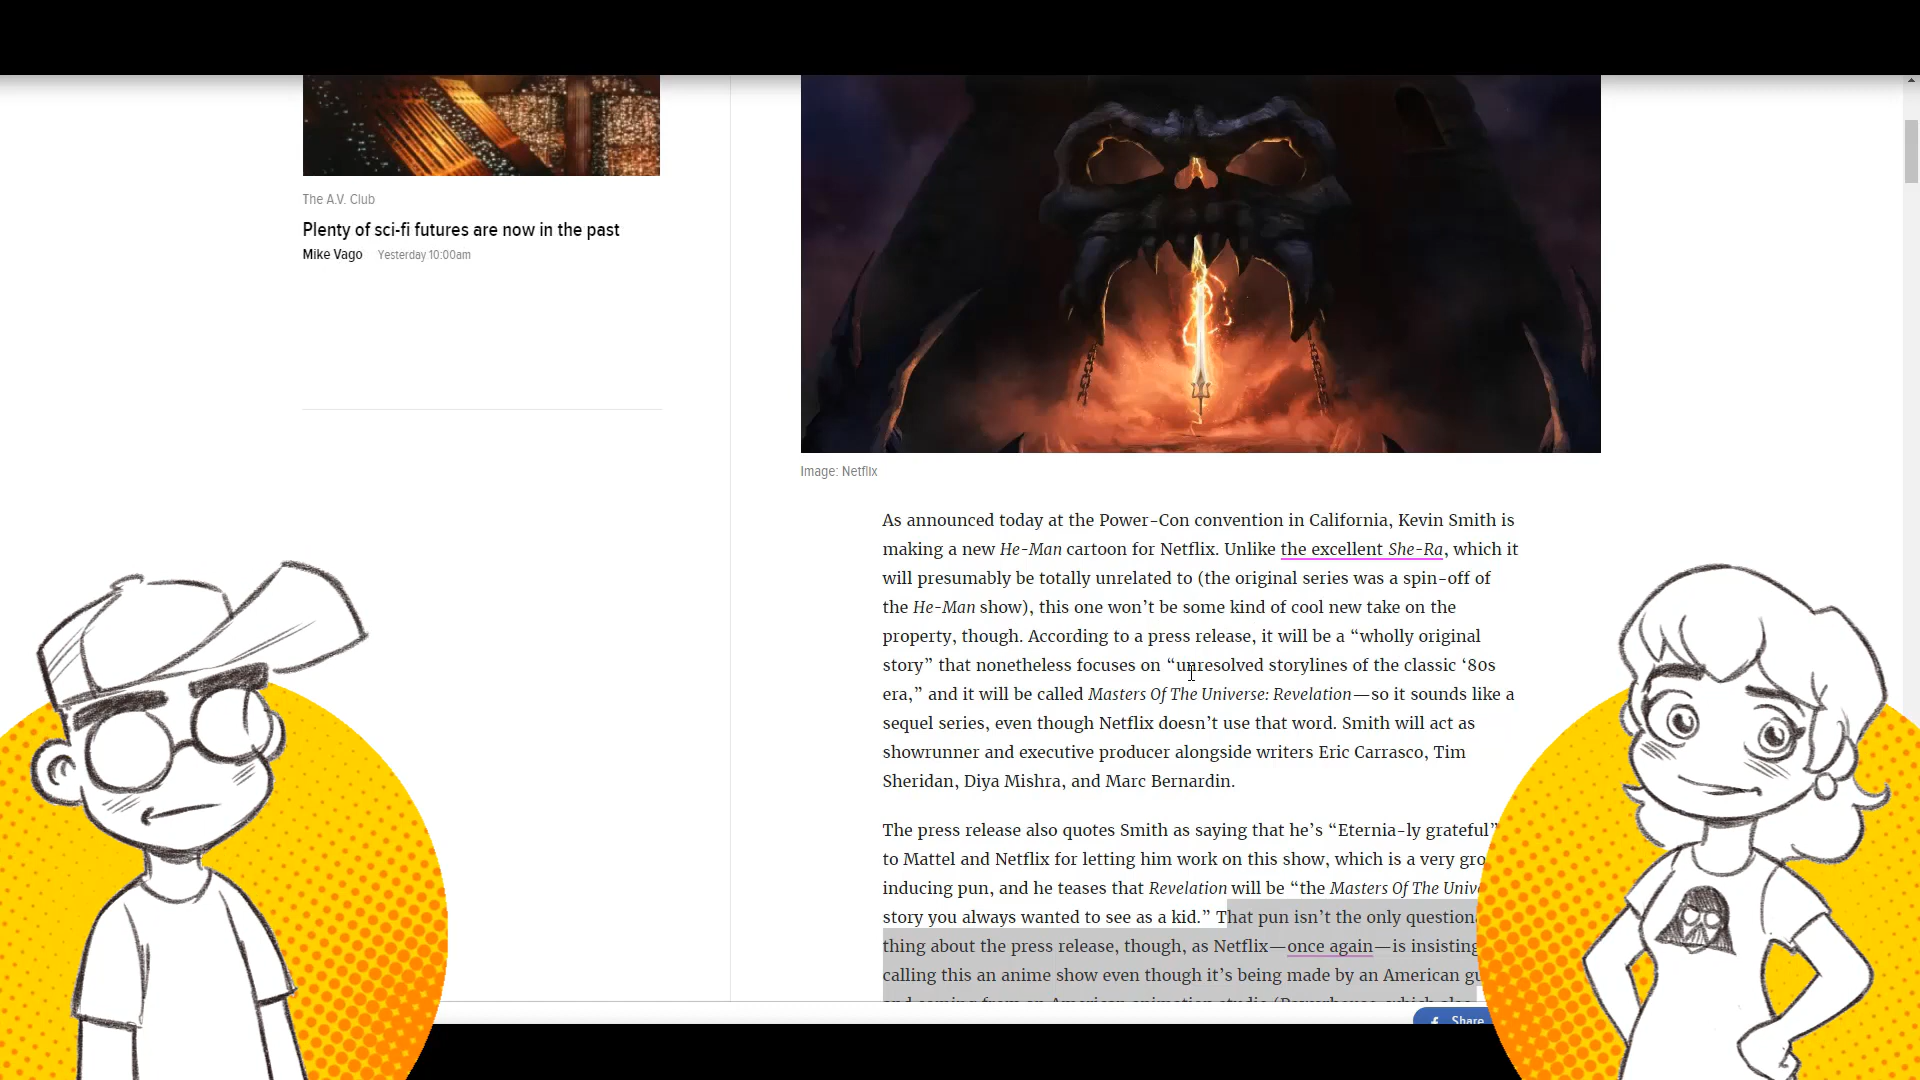 The A.V. Club
Plenty of sci-fi futures are now in the past
Mike Vago Yesterday 10:00am
Image: Netflix
As announced today at the Power-Con convention in California, Kevin Smith is
making a new He-Man cartoon for Netflix. Unlike the excellent She-Ra, which it
will presumably be totally unrelated to (the original series was a spin-off of
the He-Man show), this one won’t be some kind of cool new take on the
property, though. According to a press release, it will be a “wholly original
story” that nonetheless focuses on “unresolved storylines of the classic ‘80s
era,” and it will be called Masters Of The Universe: Revelation—so it sounds like a
sequel series, even though Netflix doesn’t use that word. Smith will act as
showrunner and executive producer alongside writers Eric Carrasco, Tim
Sheridan, Diya Mishra, and Marc Bernardin.
The press release also quotes Smith as saying that he’s “Eternia-ly grateful”
to Mattel and Netflix for letting him work on this show, which is a very gro
inducing pun, and he teases that Revelation will be “the Masters Of The Unive
story you always wanted to see as a kid.” That pun isn’t the only question
thing about the press release, though, as Netflix—once again—is insisting
calling this an anime show even though it’s being made by an American gu
Share